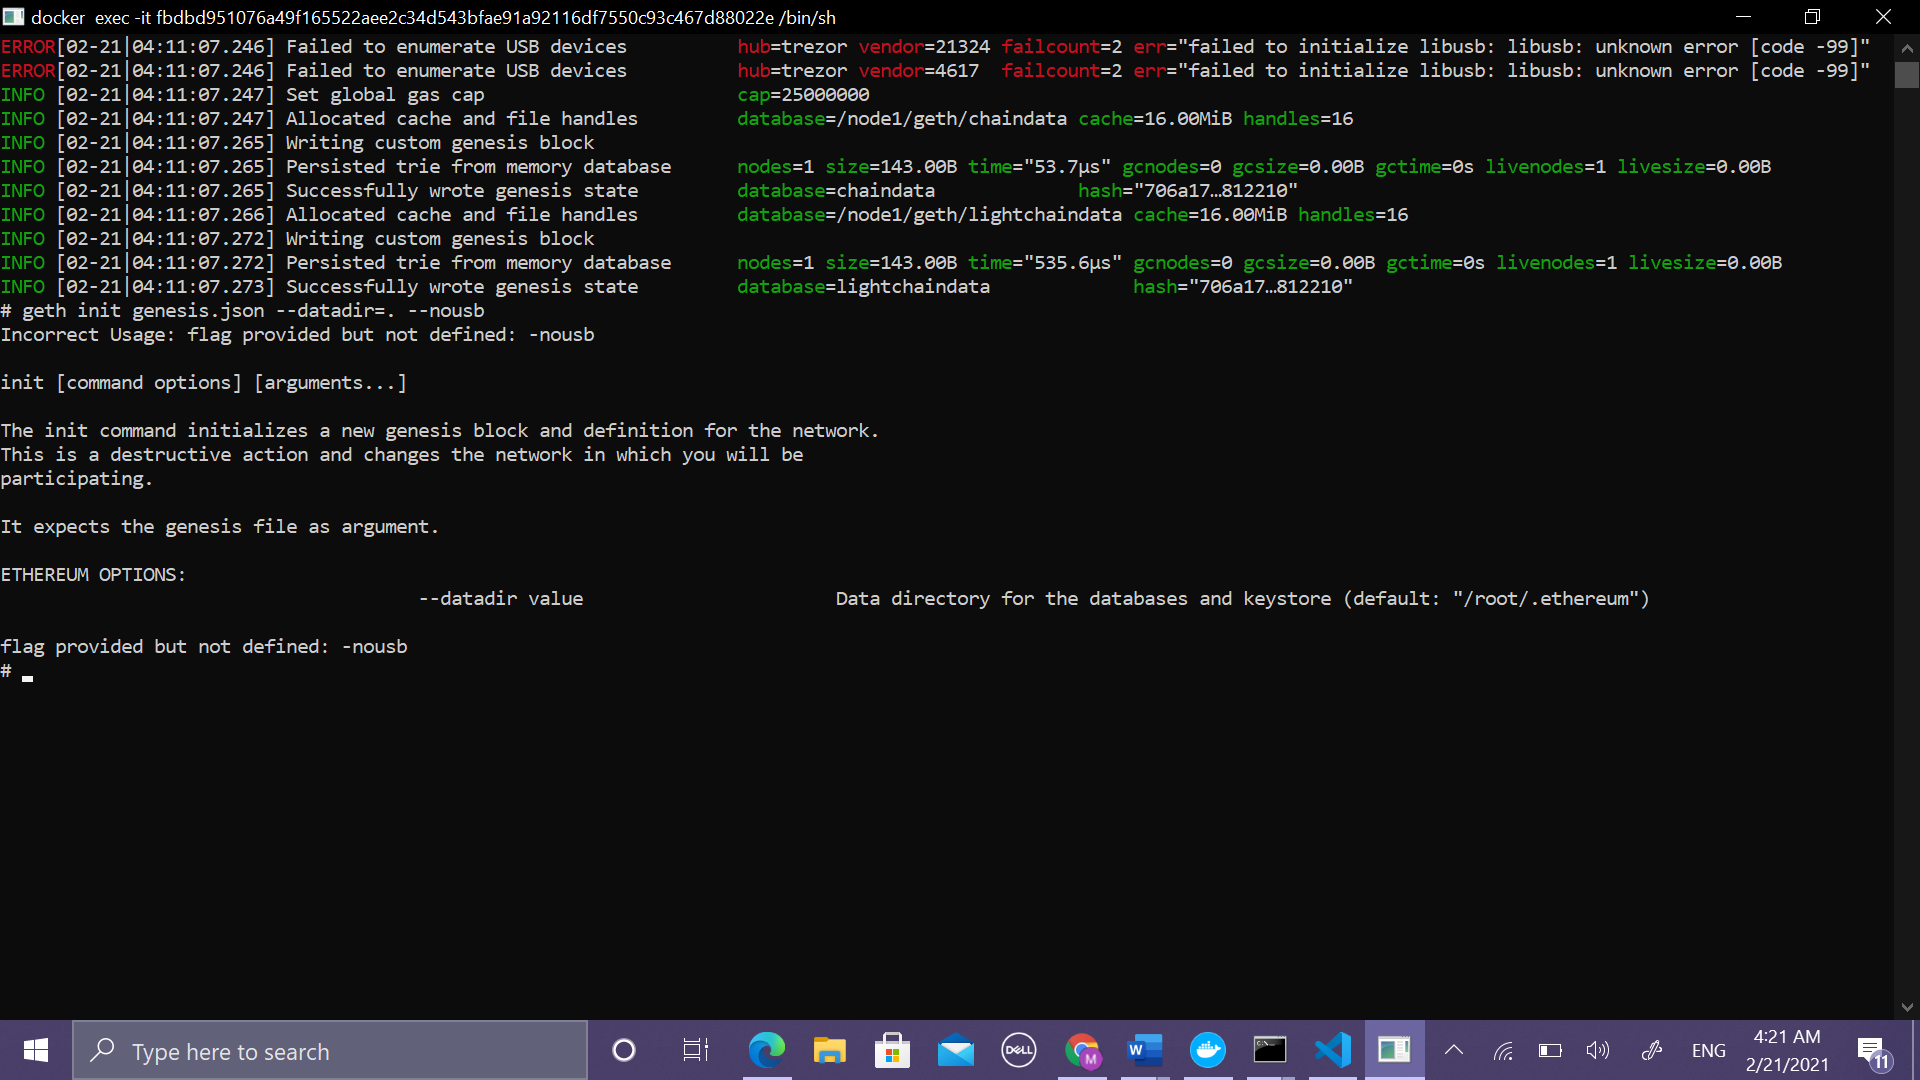 docker  exec -it fbdbd951076a49f165522aee2c34d543bfae91a92116df7550c93c467d88022e /bin/sh
ERROR[02-21|04:11:07.246] Failed to enumerate USB devices          hub=trezor vendor=21324 failcount=2 err="failed to initialize libusb: libusb: unknown error [code -99]"
ERROR[02-21|04:11:07.246] Failed to enumerate USB devices          hub=trezor vendor=4617  failcount=2 err="failed to initialize libusb: libusb: unknown error [code -99]"
INFO [02-21|04:11:07.247] Set global gas cap                       cap=25000000
INFO [02-21|04:11:07.247] Allocated cache and file handles         database=/node1/geth/chaindata cache=16.00MiB handles=16
INFO [02-21|04:11:07.265] Writing custom genesis block
INFO [02-21|04:11:07.265] Persisted trie from memory database      nodes=1 size=143.00B time="53.7µs" gcnodes=0 gcsize=0.00B gctime=0s livenodes=1 livesize=0.00B
INFO [02-21|04:11:07.265] Successfully wrote genesis state         database=chaindata             hash="706a17…812210"
INFO [02-21|04:11:07.266] Allocated cache and file handles         database=/node1/geth/lightchaindata cache=16.00MiB handles=16
INFO [02-21|04:11:07.272] Writing custom genesis block
INFO [02-21|04:11:07.272] Persisted trie from memory database      nodes=1 size=143.00B time="535.6µs" gcnodes=0 gcsize=0.00B gctime=0s livenodes=1 livesize=0.00B
INFO [02-21|04:11:07.273] Successfully wrote genesis state         database=lightchaindata             hash="706a17…812210"
# geth init genesis.json --datadir=. --nousb
Incorrect Usage: flag provided but not defined: -nousb
init [command options] [arguments...]
The init command initializes a new genesis block and definition for the network.
This is a destructive action and changes the network in which you will be
participating.
It expects the genesis file as argument.
ETHEREUM OPTIONS:
--datadir value                       Data directory for the databases and keystore (default: "/root/.ethereum")
flag provided but not defined: -nousb
#
Type here to search
DELL
M
W
C:\
ENG
4:21 AM
2/21/2021
11